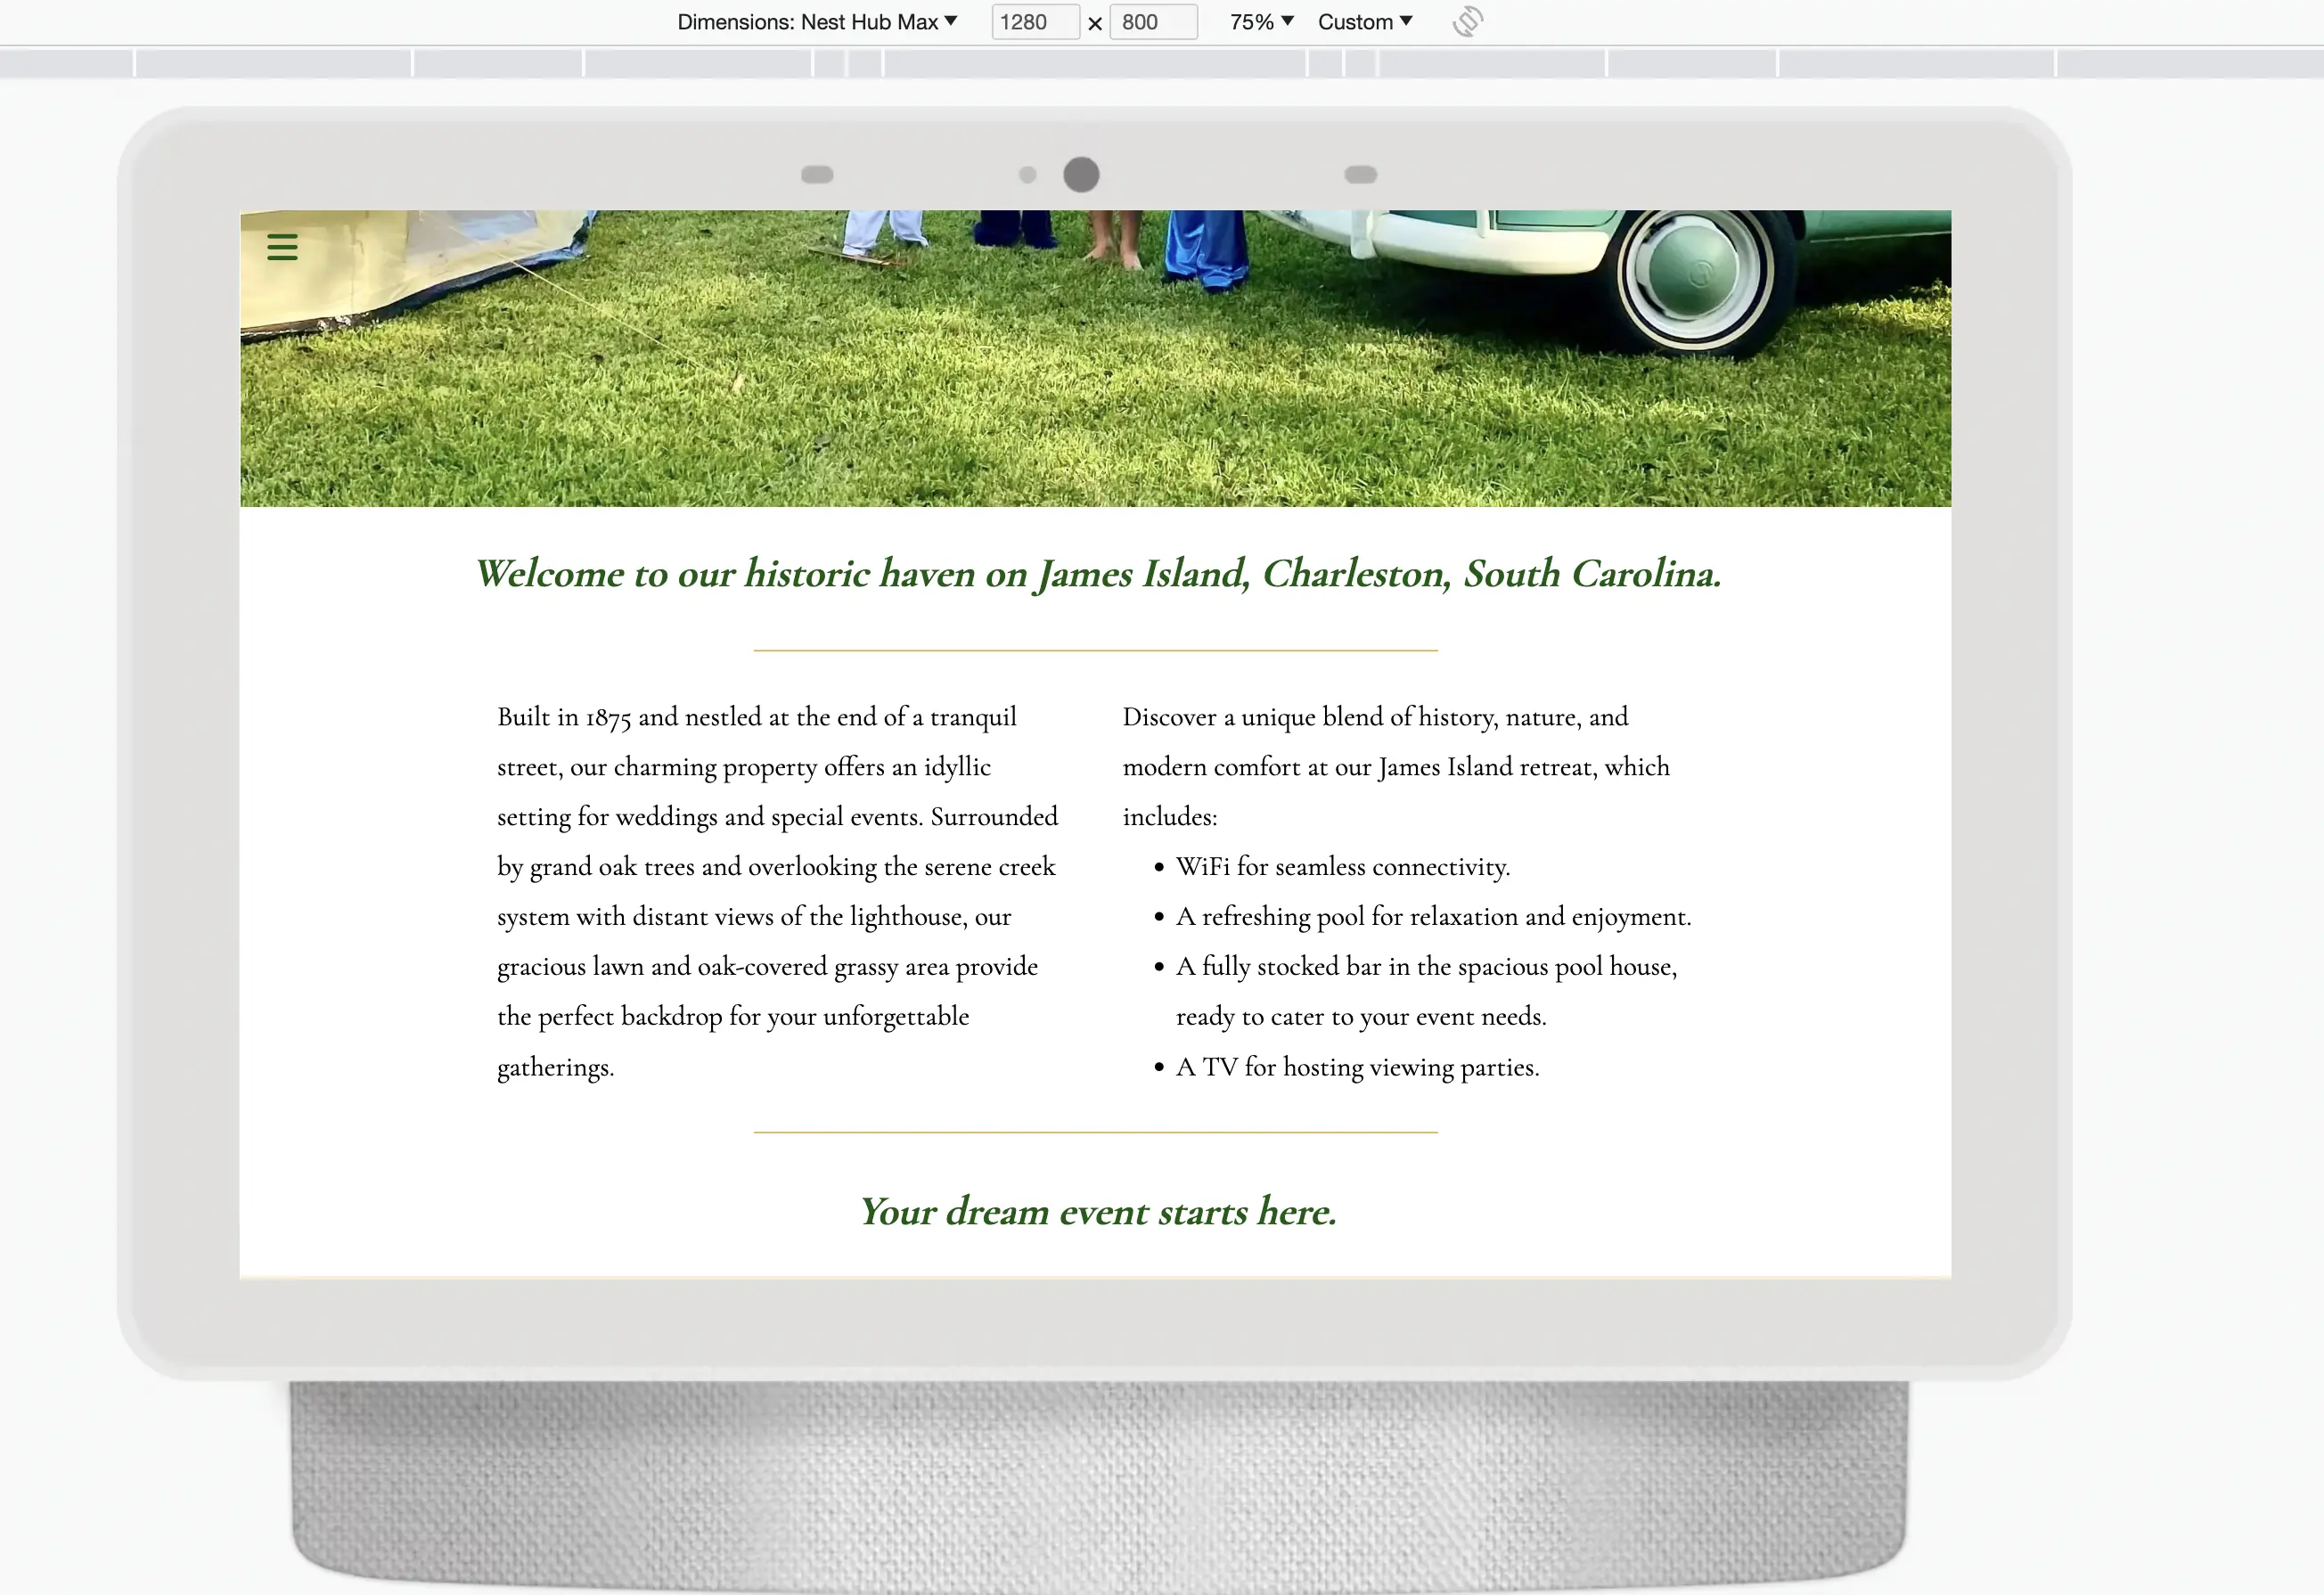 Dimensions: Nest Hub Max 1280 × 800 75% Custom
Welcome to our historic haven on James Island, Charleston, South Carolina.
Built in 1875 and nestled at the end of a tranquil
street, our charming property offers an idyllic
setting for weddings and special events. Surrounded
by grand oak trees and overlooking the serene creek
system with distant views of the lighthouse, our
gracious lawn and oak-covered grassy area provide
the perfect backdrop for your unforgettable
gatherings.
Discover a unique blend of history, nature, and
modern comfort at our James Island retreat, which
includes:
• WiFi for seamless connectivity.
• A refreshing pool for relaxation and enjoyment.
• A fully stocked bar in the spacious pool house,
ready to cater to your event needs.
• A TV for hosting viewing parties.
Your dream event starts here.